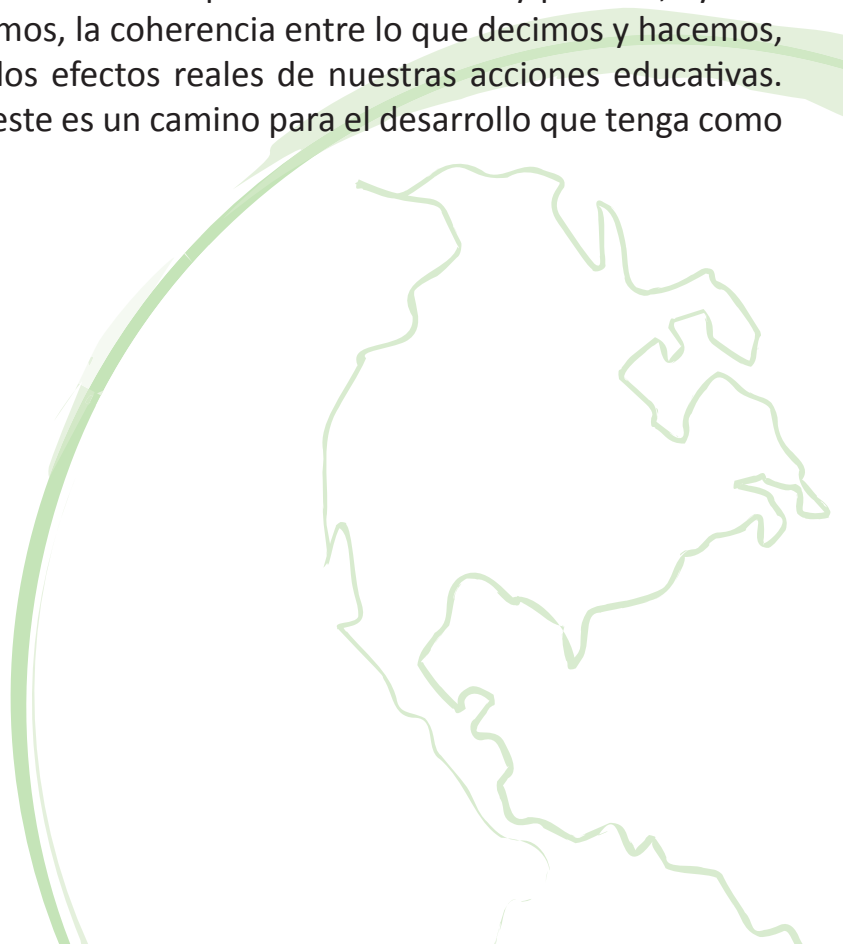 mos, la coherencia entre lo que decimos y hacemos,
los efectos reales de nuestras acciones educativas.
este es un camino para el desarrollo que tenga como